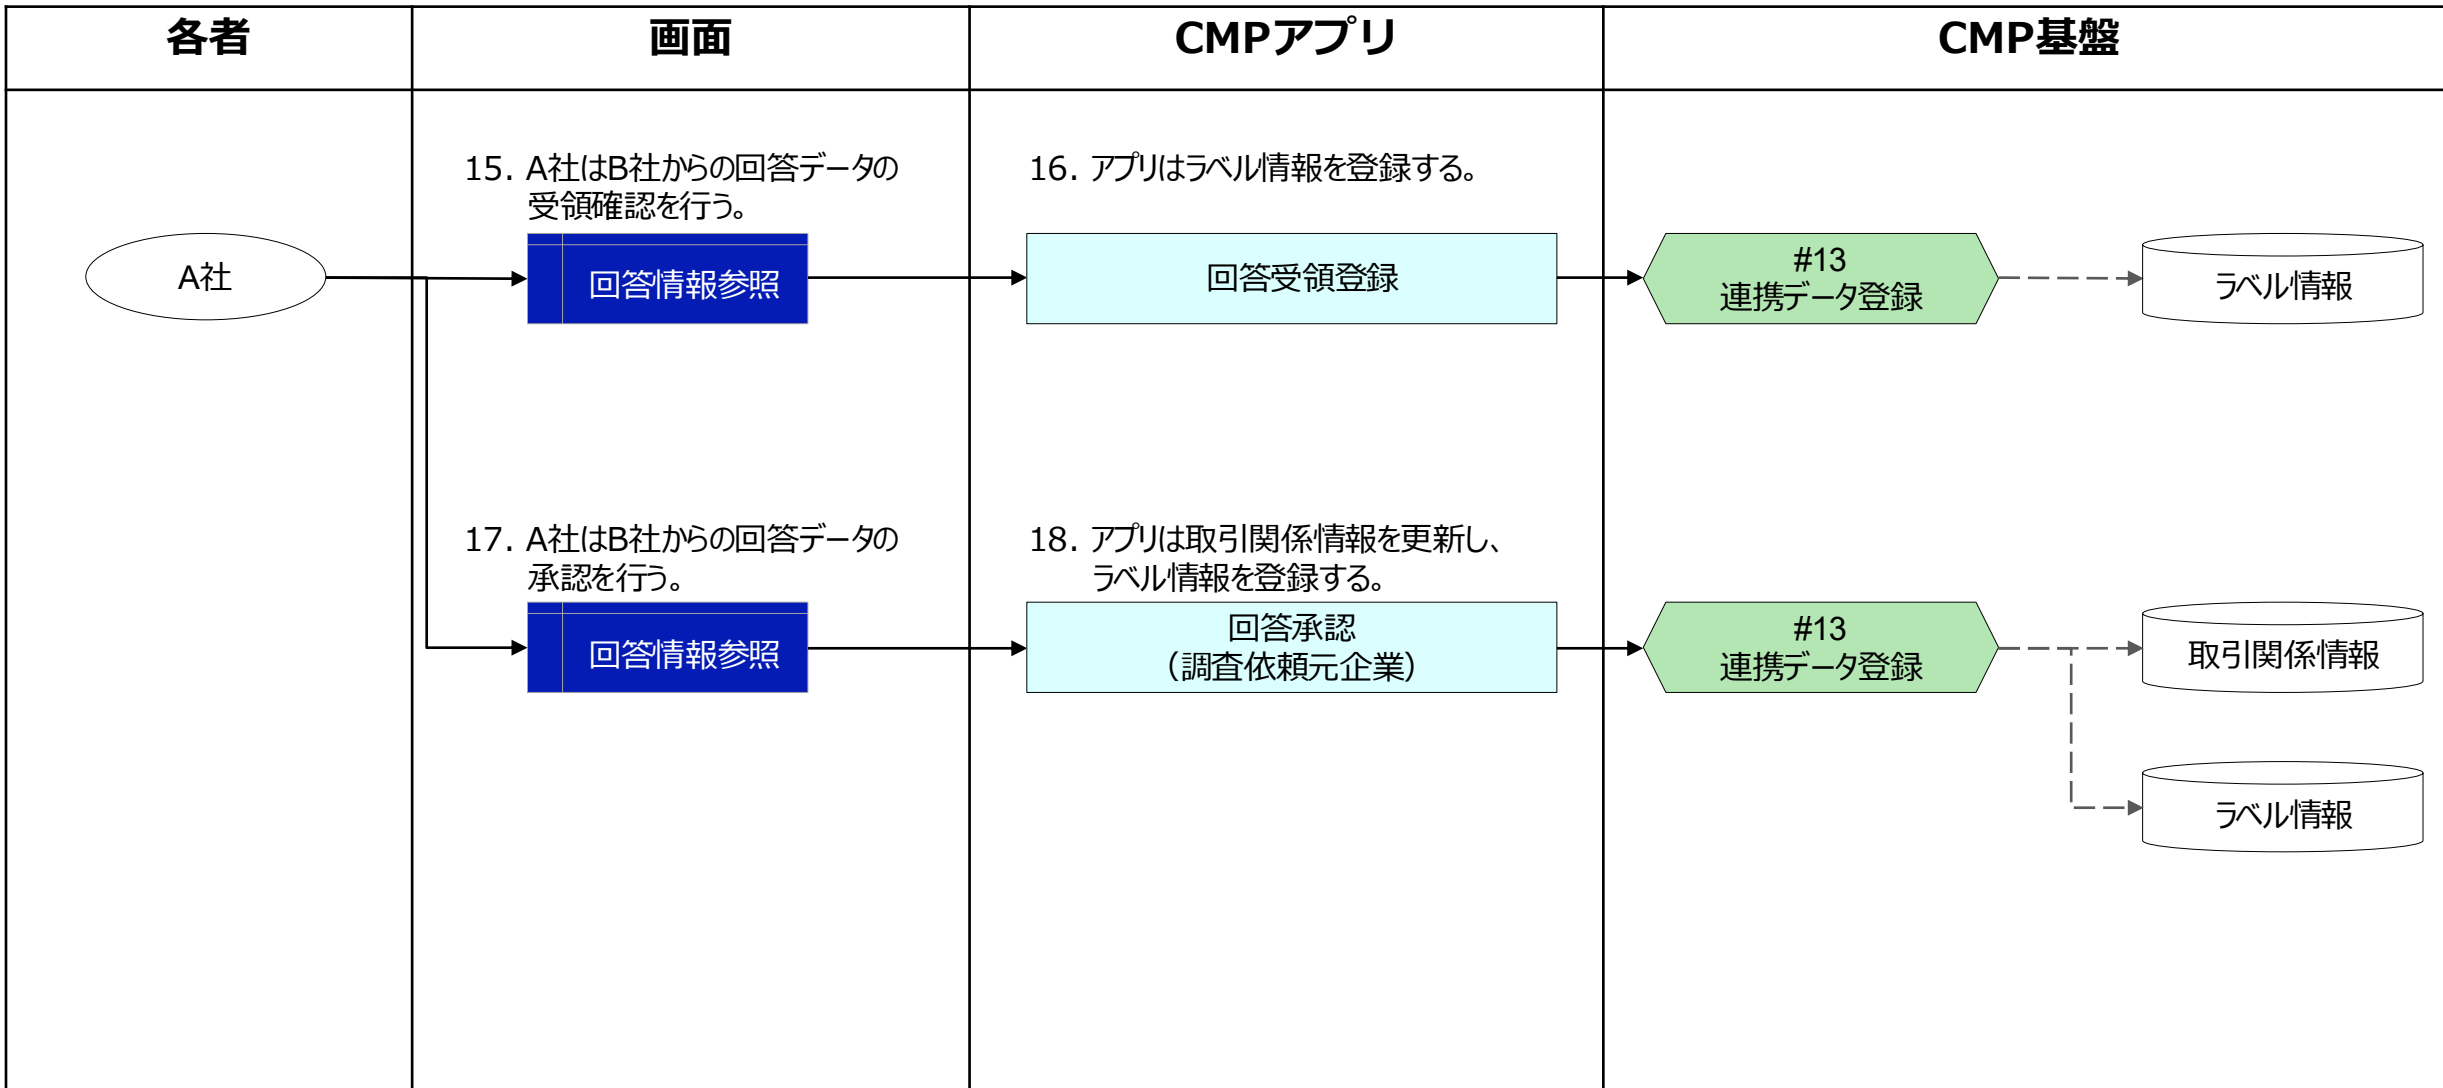 各者
画面
CMPアプリ
CMP基盤
15. A社はB社からの回答データの
受領確認を行う。
16. アプリはラベル情報を登録する。
A社
回答情報参照
回答受領登録
#13
連携データ登録
ラベル情報
17. A社はB社からの回答データの
承認を行う。
18. アプリは取引関係情報を更新し、
ラベル情報を登録する。
回答情報参照
回答承認
（調査依頼元企業）
#13
連携データ登録
取引関係情報
ラベル情報